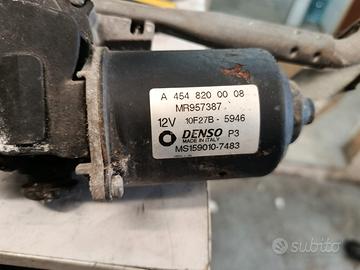 A 454 820 00 08
MR957387
12V 10F27B - 5946
DENSO P3
MADE IN ITALY
MS159010-7483
subito